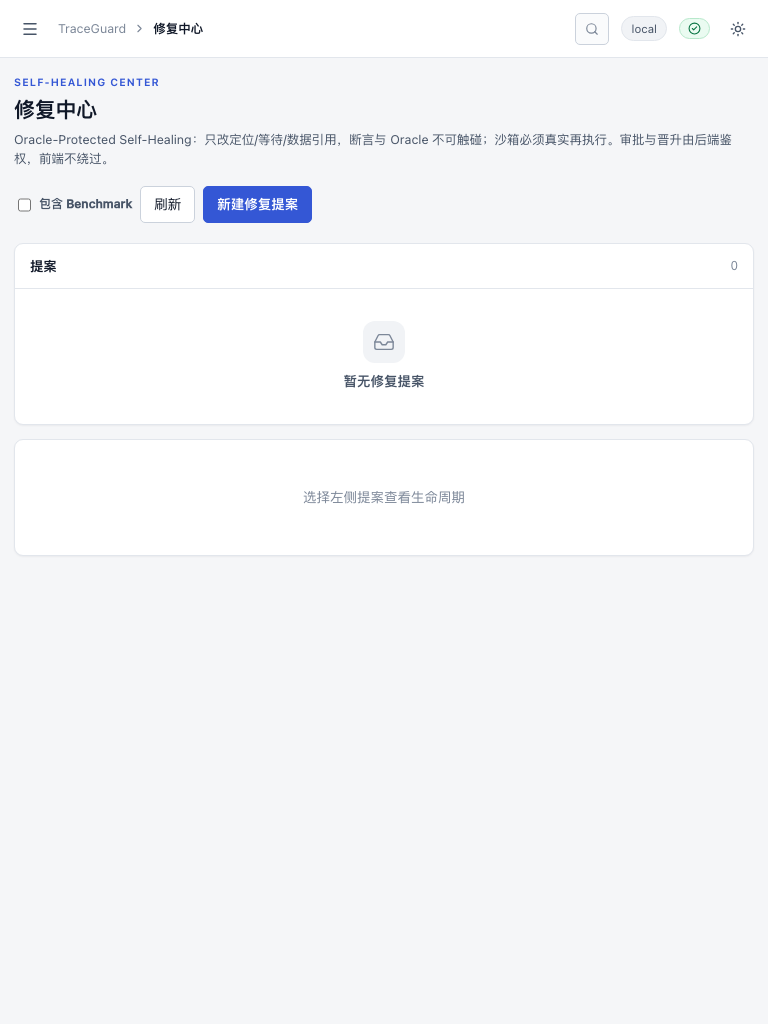 TraceGuard > 修复中心
local
SELF-HEALING CENTER
修复中心
Oracle-Protected Self-Healing：只改定位/等待/数据引用，断言与 Oracle 不可触碰；沙箱必须真实再执行。审批与晋升由后端鉴
权，前端不绕过。
包含 Benchmark
刷新
新建修复提案
提案
0
暂无修复提案
选择左侧提案查看生命周期